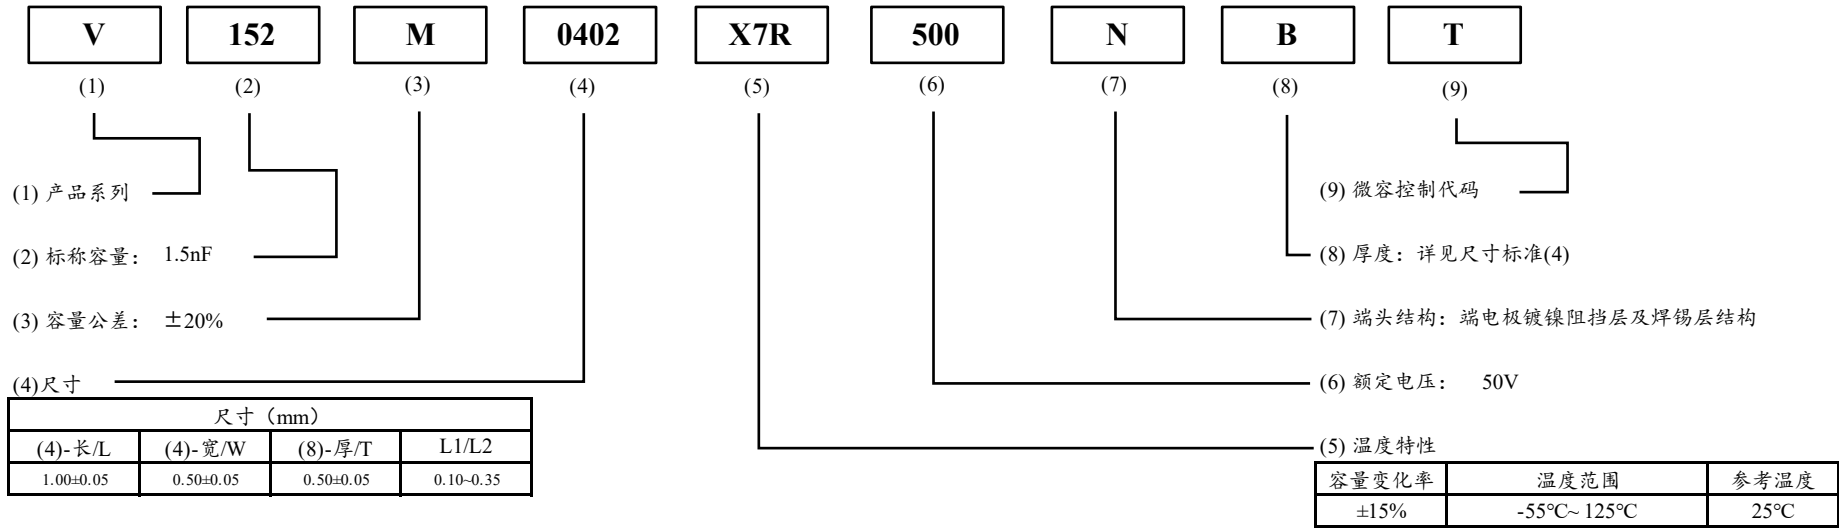 V 152 M 0402 X7R 500 N B T
(1) (2) (3) (4) (5) (6) (7) (8) (9)
(1) 产品系列
(9) 微容控制代码
(2) 标称容量： 1.5nF
(8) 厚度：详见尺寸标准(4)
(3) 容量公差： ±20%
(7) 端头结构：端电极镀镍阻挡层及焊锡层结构
(4)尺寸
(6) 额定电压： 50V
尺寸（mm）
(4)-长/L (4)-宽/W (8)-厚/T L1/L2
1.00±0.05 0.50±0.05 0.50±0.05 0.10~0.35
(5) 温度特性
容量变化率 温度范围 参考温度
±15% -55℃~ 125℃ 25℃